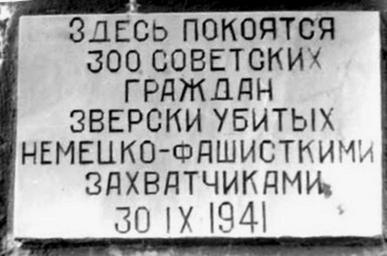 ЗДЕСЬ ПОКОЯТСЯ
300 СОВЕТСКИХ
ГРАЖДАН
ЗВЕРСКИ УБИТЫХ
НЕМЕЦКО-ФАШИСТКИМИ
ЗАХВАТЧИКАМИ
30 IX 1941